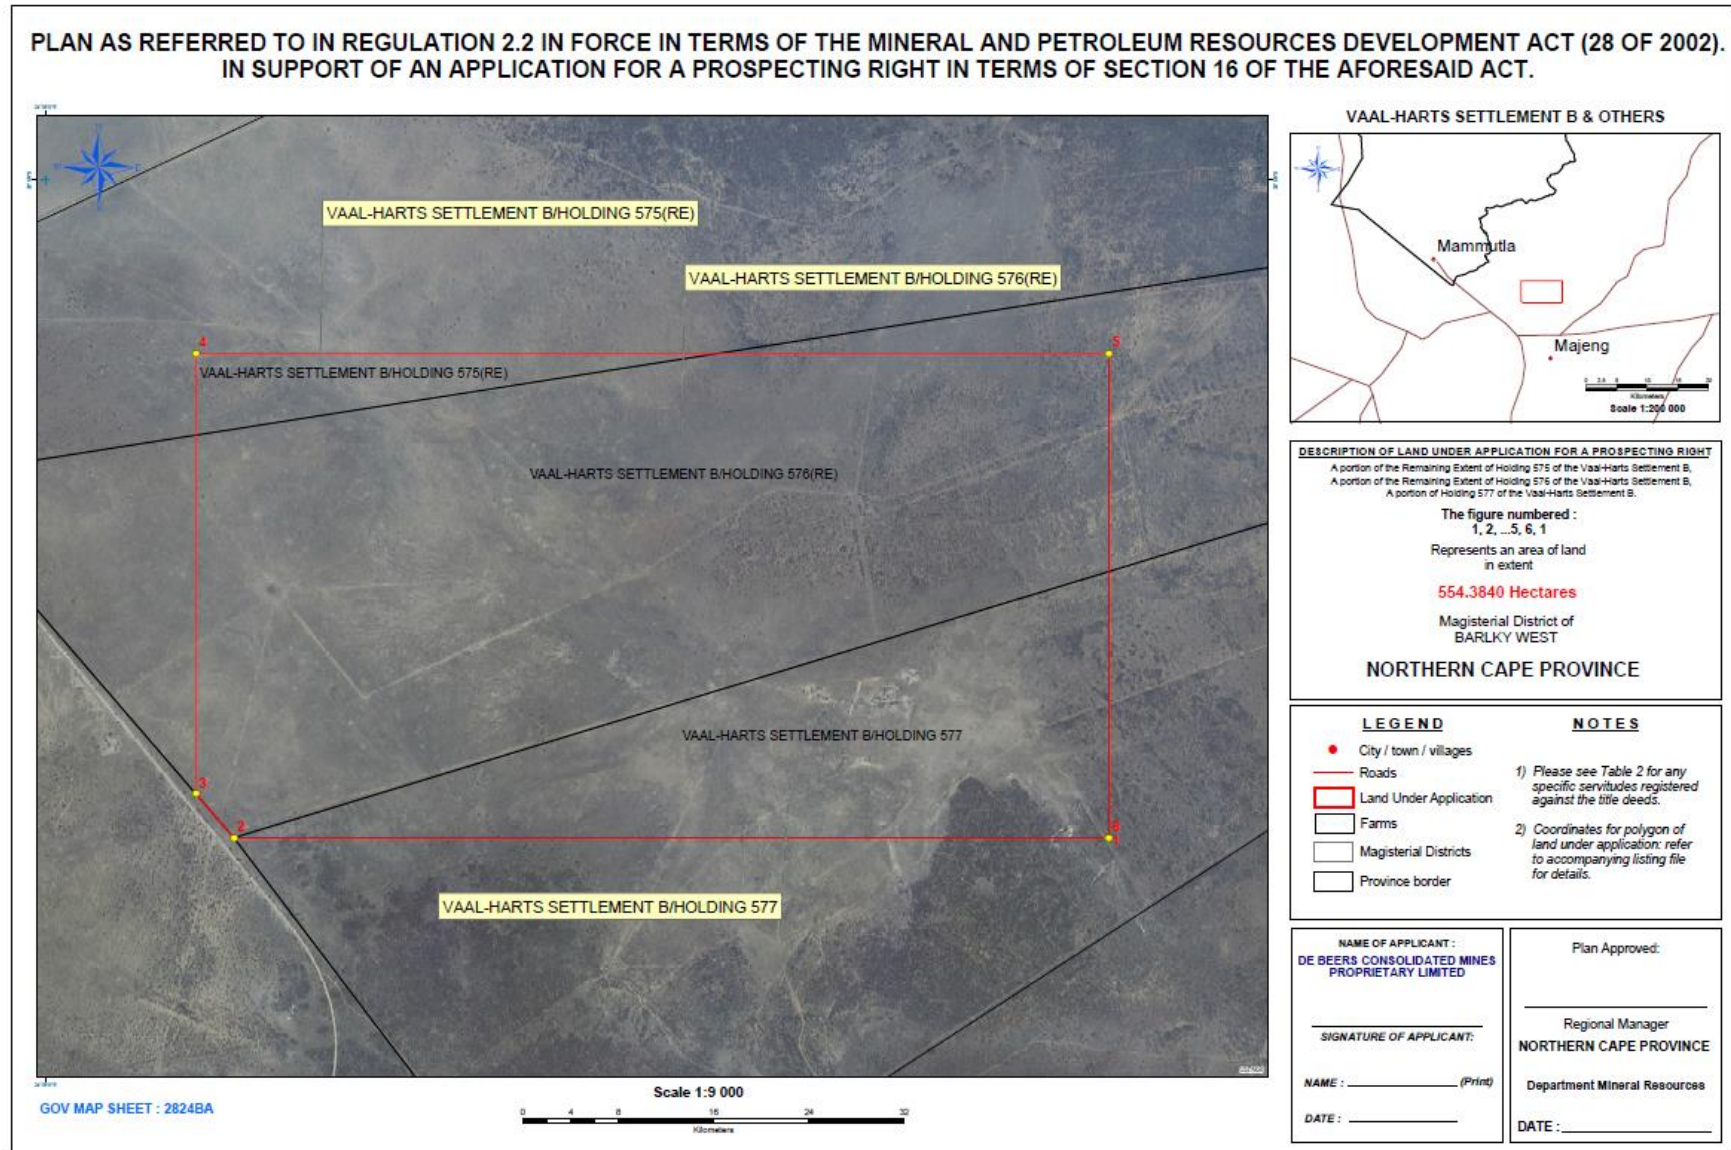 PLAN AS REFERRED TO IN REGULATION 2.2 IN FORCE IN TERMS OF THE MINERAL AND PETROLEUM RESOURCES DEVELOPMENT ACT (28 OF 2002).
IN SUPPORT OF AN APPLICATION FOR A PROSPECTING RIGHT IN TERMS OF SECTION 16 OF THE AFORESAID ACT.
VAAL-HARTS SETTLEMENT B/HOLDING 575(RE)
VAAL-HARTS SETTLEMENT B/HOLDING 576(RE)
4
5
VAAL-HARTS SETTLEMENT B/HOLDING 575(RE)
VAAL-HARTS SETTLEMENT B/HOLDING 576(RE)
VAAL-HARTS SETTLEMENT B/HOLDING 577
3
2
6
1
VAAL-HARTS SETTLEMENT B/HOLDING 577
GOV MAP SHEET : 2824BA
Scale 1:9 000
0 4 8 16 24 32
Kilometers
VAAL-HARTS SETTLEMENT B & OTHERS
Mammutla
Majeng
Kilometers
Scale 1:200 000
DESCRIPTION OF LAND UNDER APPLICATION FOR A PROSPECTING RIGHT
A portion of the Remaining Extent of Holding 575 of the Vaal-Harts Settlement B,
A portion of the Remaining Extent of Holding 576 of the Vaal-Harts Settlement B,
A portion of Holding 577 of the Vaal-Harts Settlement B.
The figure numbered :
1, 2, ...5, 6, 1
Represents an area of land
in extent
554.3840 Hectares
Magisterial District of
BARLKY WEST
NORTHERN CAPE PROVINCE
LEGEND
City / town / villages
Roads
Land Under Application
Farms
Magisterial Districts
Province border
NOTES
1) Please see Table 2 for any
specific servitudes registered
against the title deeds.
2) Coordinates for polygon of
land under application: refer
to accompanying listing file
for details.
NAME OF APPLICANT :
DE BEERS CONSOLIDATED MINES
PROPRIETARY LIMITED
SIGNATURE OF APPLICANT:
NAME : (Print)
DATE :
Plan Approved:
Regional Manager
NORTHERN CAPE PROVINCE
Department Mineral Resources
DATE :